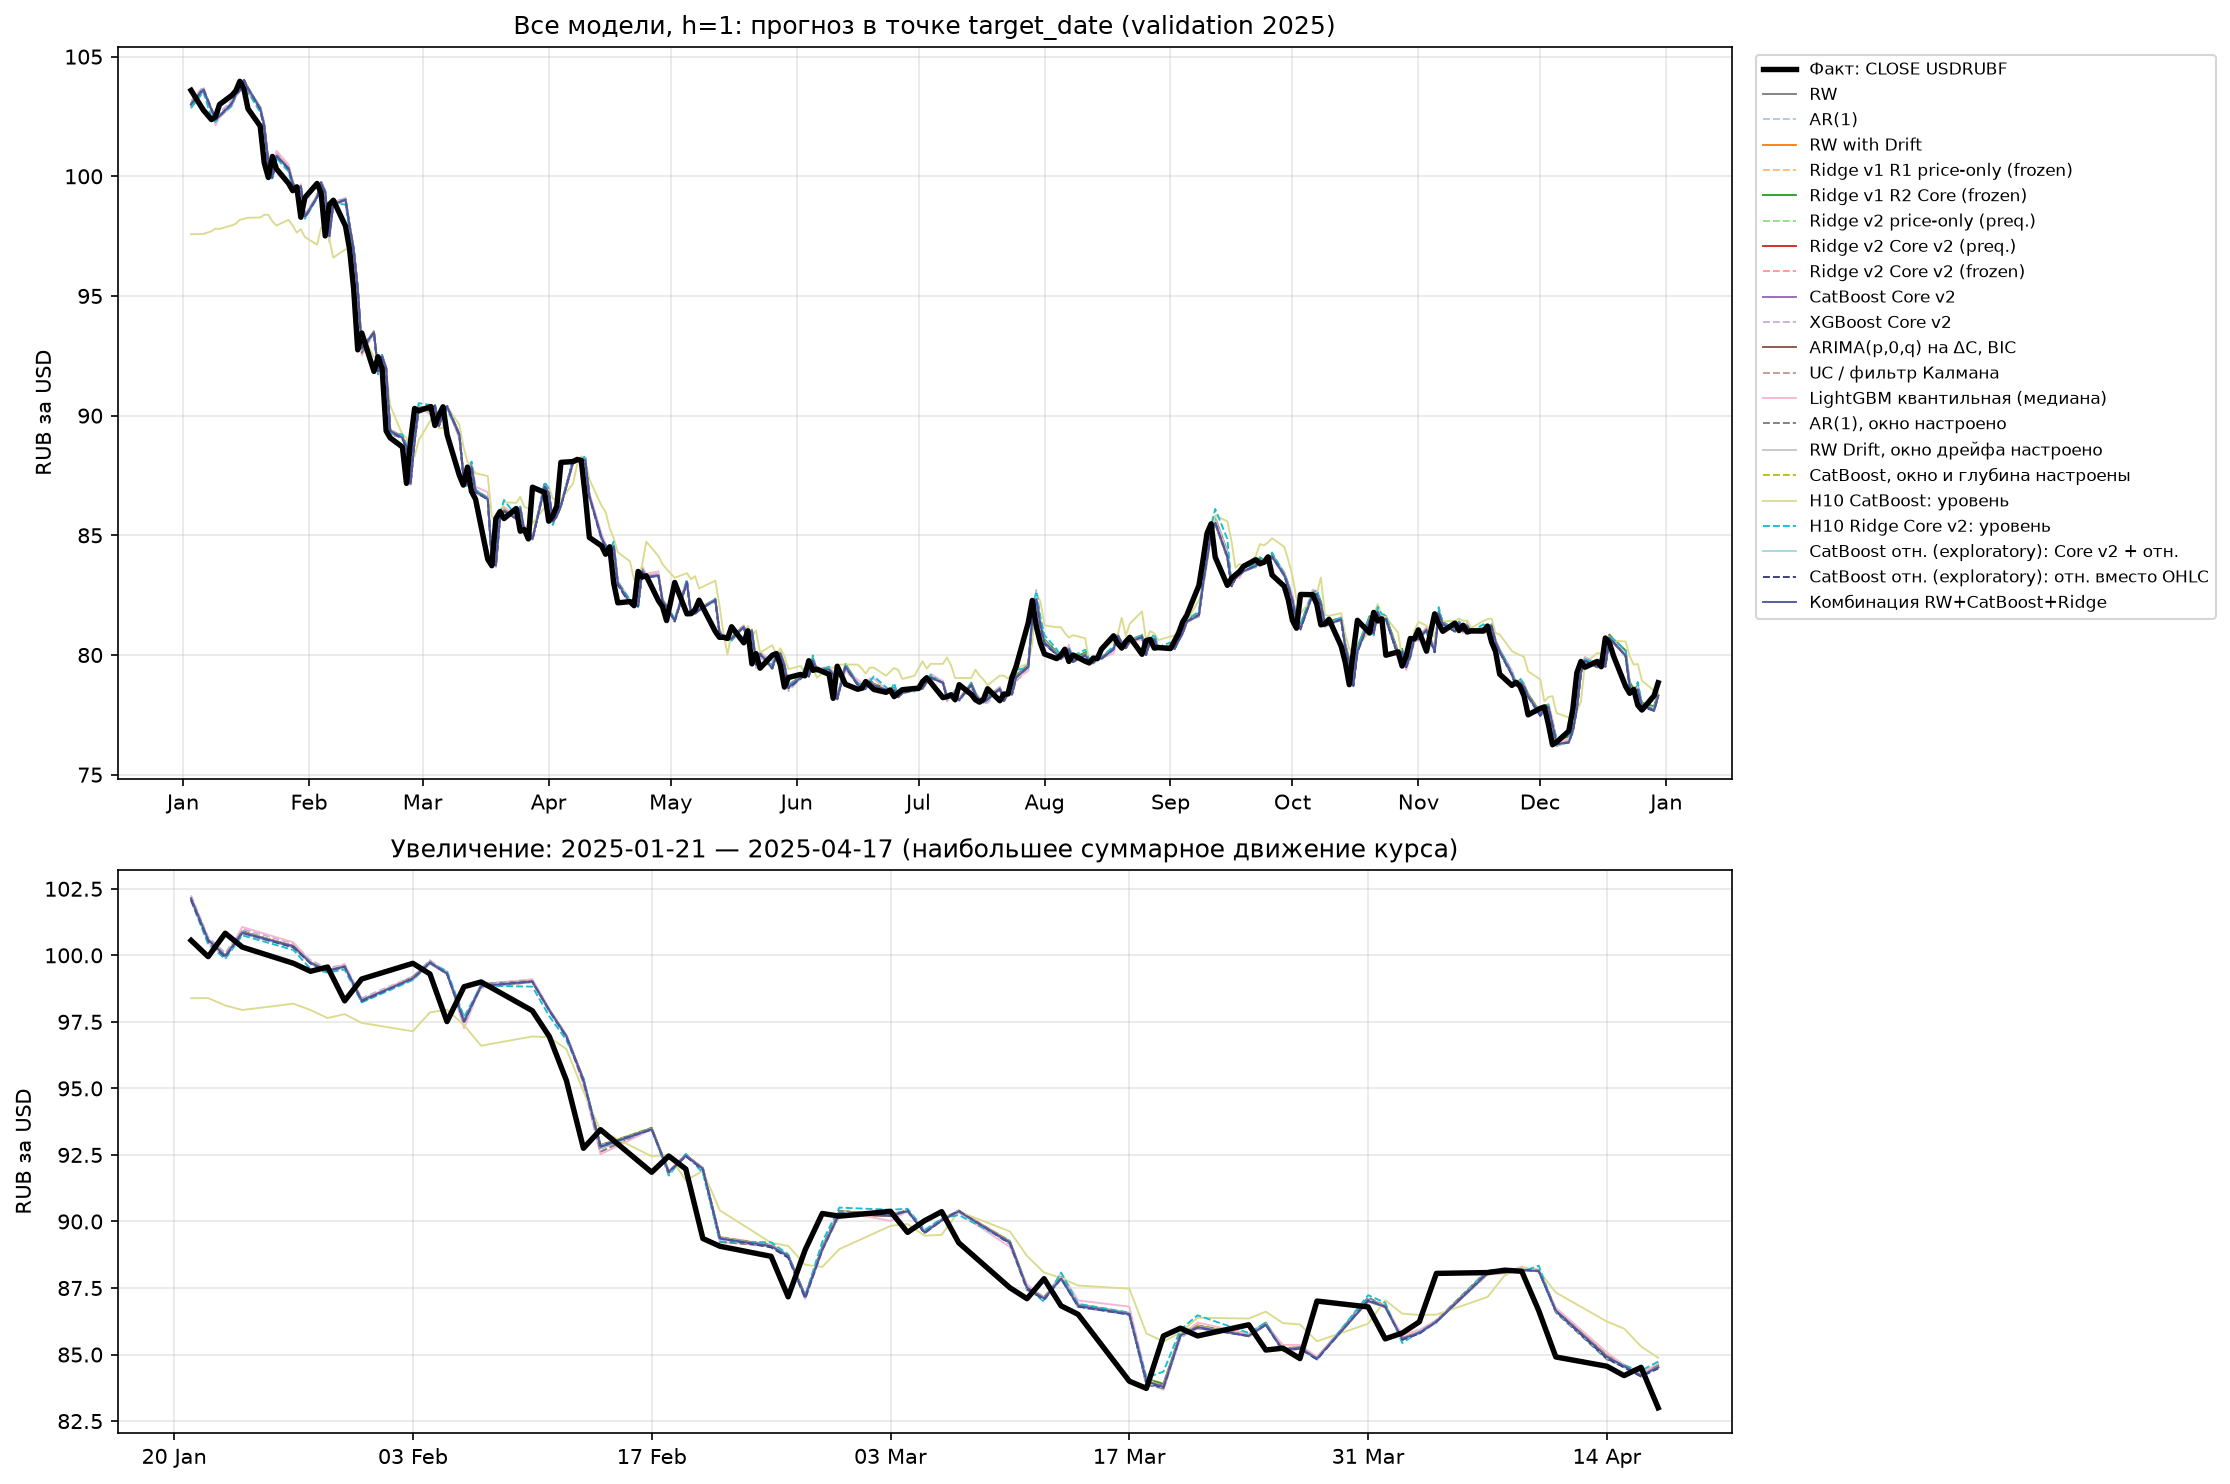 Все модели, h=1: прогноз в точке target_date (validation 2025)
RUB за USD
105
100
95
90
85
80
75
Jan
Feb
Mar
Apr
May
Jun
Jul
Aug
Sep
Oct
Nov
Dec
Jan
Факт: CLOSE USDRUBF
RW
AR(1)
RW with Drift
Ridge v1 R1 price-only (frozen)
Ridge v1 R2 Core (frozen)
Ridge v2 price-only (preq.)
Ridge v2 Core v2 (preq.)
Ridge v2 Core v2 (frozen)
CatBoost Core v2
XGBoost Core v2
ARIMA(p,0,q) на ΔC, BIC
UC / фильтр Калмана
LightGBM квантильная (медиана)
AR(1), окно настроено
RW Drift, окно дрейфа настроено
CatBoost, окно и глубина настроены
H10 CatBoost: уровень
H10 Ridge Core v2: уровень
CatBoost отн. (exploratory): Core v2 + отн.
CatBoost отн. (exploratory): отн. вместо OHLC
Комбинация RW+CatBoost+Ridge
Увеличение: 2025-01-21 — 2025-04-17 (наибольшее суммарное движение курса)
RUB за USD
102.5
100.0
97.5
95.0
92.5
90.0
87.5
85.0
82.5
20 Jan
03 Feb
17 Feb
03 Mar
17 Mar
31 Mar
14 Apr